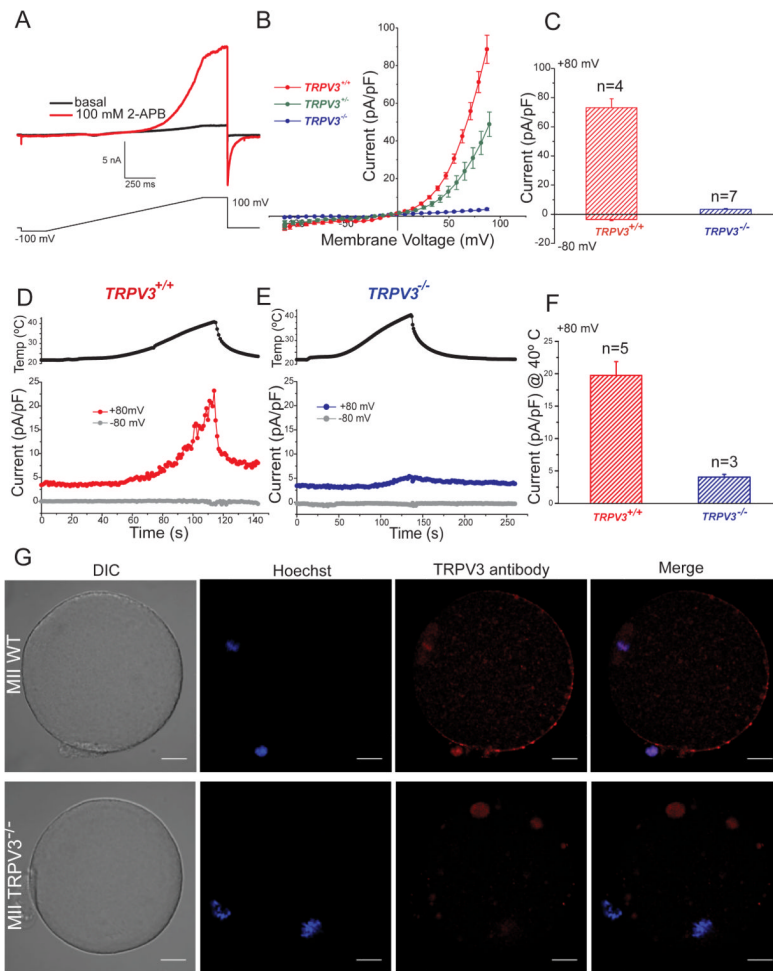 A
basal
100 mM 2-APB
5 nA
250 ms
-100 mV
100 mV
B
TRPV3+/+
TRPV3+/-
TRPV3-/-
Current (pA/pF)
100
80
60
40
20
0
-50 0 50 100
Membrane Voltage (mV)
C
+80 mV
n=4
n=7
Current (pA/pF)
100
80
60
40
20
0
-20
-80 mV
TRPV3+/+
TRPV3-/-
D
TRPV3+/+
Temp (ºC)
40
30
20
Current (pA/pF)
25
20
15
10
5
0
+80mV
-80 mV
0 20 40 60 80 100 120 140
Time (s)
E
TRPV3-/-
Temp (ºC)
40
30
20
Current (pA/pF)
25
20
15
10
5
0
+80 mV
-80 mV
0 50 100 150 200 250
Time (s)
F
+80 mV
n=5
n=3
Current (pA/pF) @ 40º C
25
20
15
10
5
0
TRPV3+/+
TRPV3-/-
G
DIC
Hoechst
TRPV3 antibody
Merge
MII WT
MII TRPV3-/-